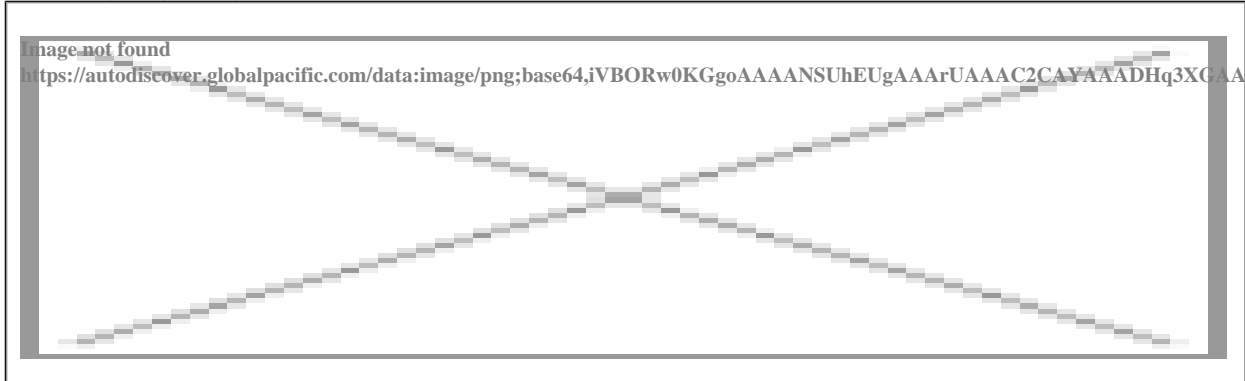 Image not found
https://autodiscover.globalpacific.com/data:image/png;base64,iVBORw0KGgoAAAANSUhEUgAAArUAAAC2CAYAAADHq3XGAA